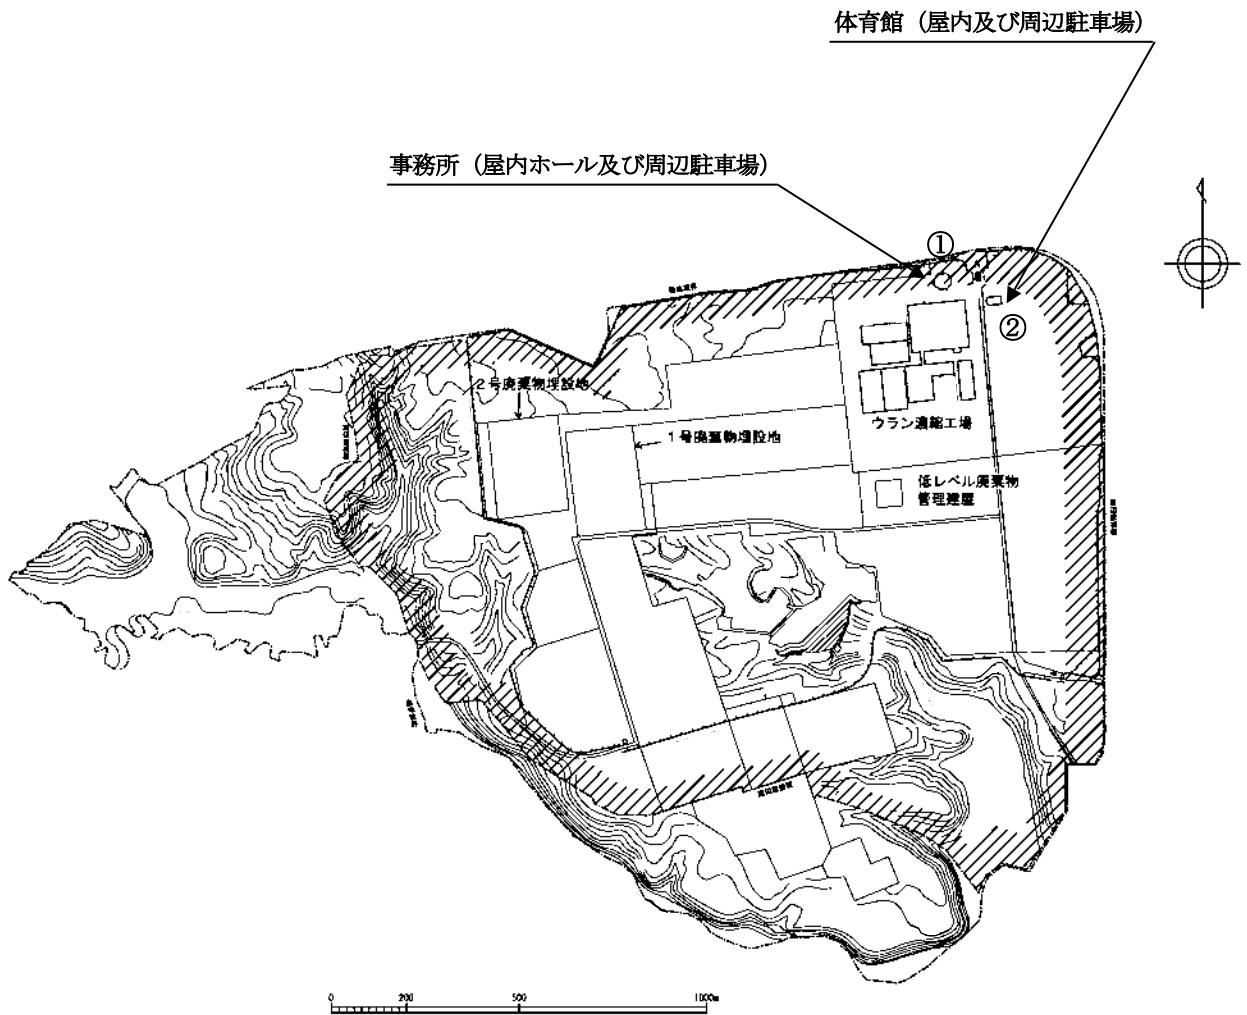 体育館（屋内及び周辺駐車場）
事務所（屋内ホール及び周辺駐車場）
①
②
２号廃棄物埋設地
ウラン濃縮工場
１号廃棄物埋設地
低レベル廃棄物
管理建屋
0 200 500 1000m